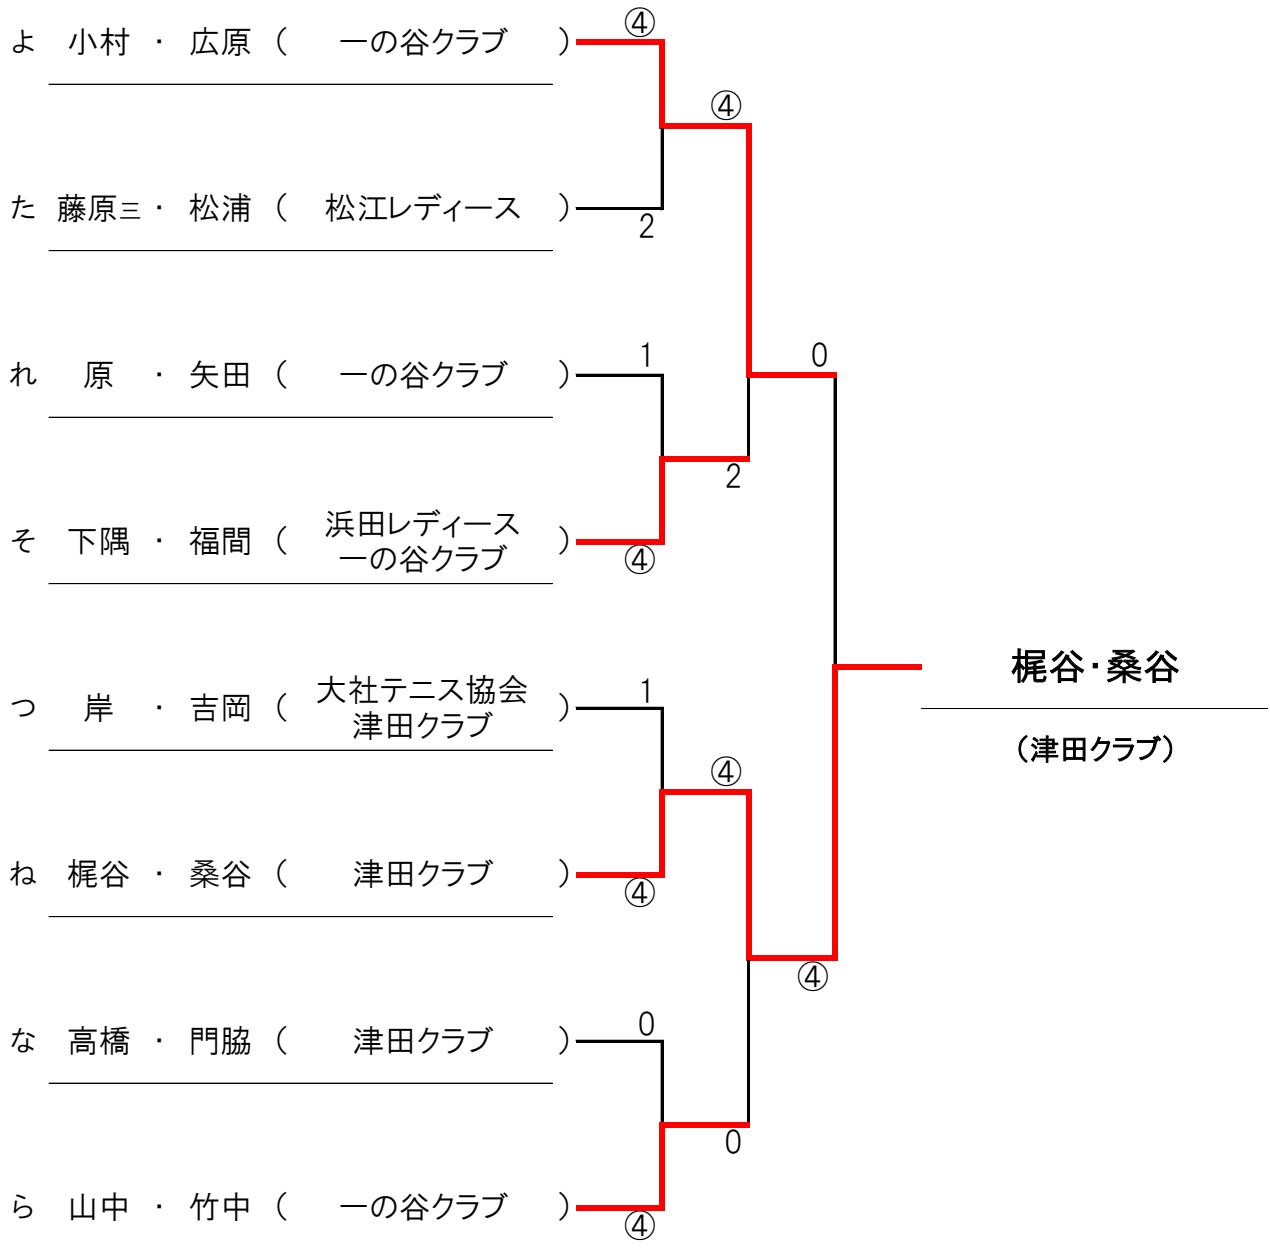 ④
よ 小村 ・ 広原 ( 一の谷クラブ )
④
た 藤原三 ・ 松浦 ( 松江レディース )
2
1
0
れ 原 ・ 矢田 ( 一の谷クラブ )
2
浜田レディース
そ 下隅 ・ 福間 ( )
一の谷クラブ
④
梶谷・桑谷
大社テニス協会
1
つ 岸 ・ 吉岡 ( )
津田クラブ
(津田クラブ)
④
ね 梶谷 ・ 桑谷 ( 津田クラブ )
④
④
0
な 高橋 ・ 門脇 ( 津田クラブ )
0
ら 山中 ・ 竹中 ( 一の谷クラブ )
④